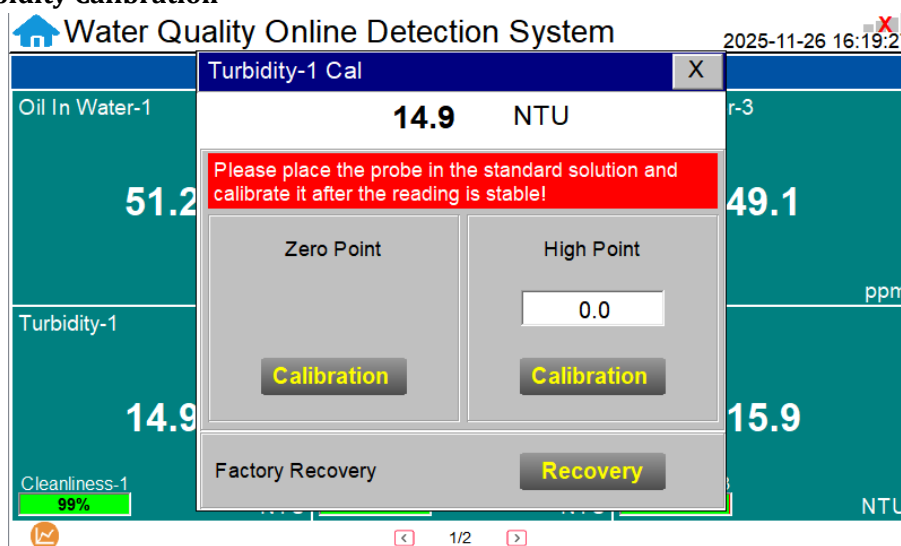 Water Quality Online Detection System
2025-11-26 16:19:2
Turbidity-1 Cal
X
14.9 NTU
Please place the probe in the standard solution and
calibrate it after the reading is stable!
Zero Point
High Point
0.0
Calibration
Calibration
Factory Recovery
Recovery
Oil In Water-1
51.2
r-3
49.1
ppm
Turbidity-1
14.9
15.9
Cleanliness-1
99%
NTU
1/2